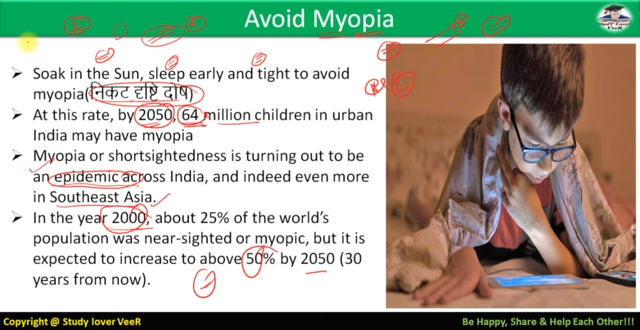 Avoid Myopia
Soak in the Sun, sleep early and tight to avoid
myopia(निकट दृष्टि दोष)
At this rate, by 2050, 64 million children in urban
India may have myopia
Myopia or shortsightedness is turning out to be
an epidemic across India, and indeed even more
in Southeast Asia.
In the year 2000, about 25% of the world's
population was near-sighted or myopic, but it is
expected to increase to above 50% by 2050 (30
years from now).
Copyright @ Study lover VeeR
Be Happy, Share & Help Each Other!!!